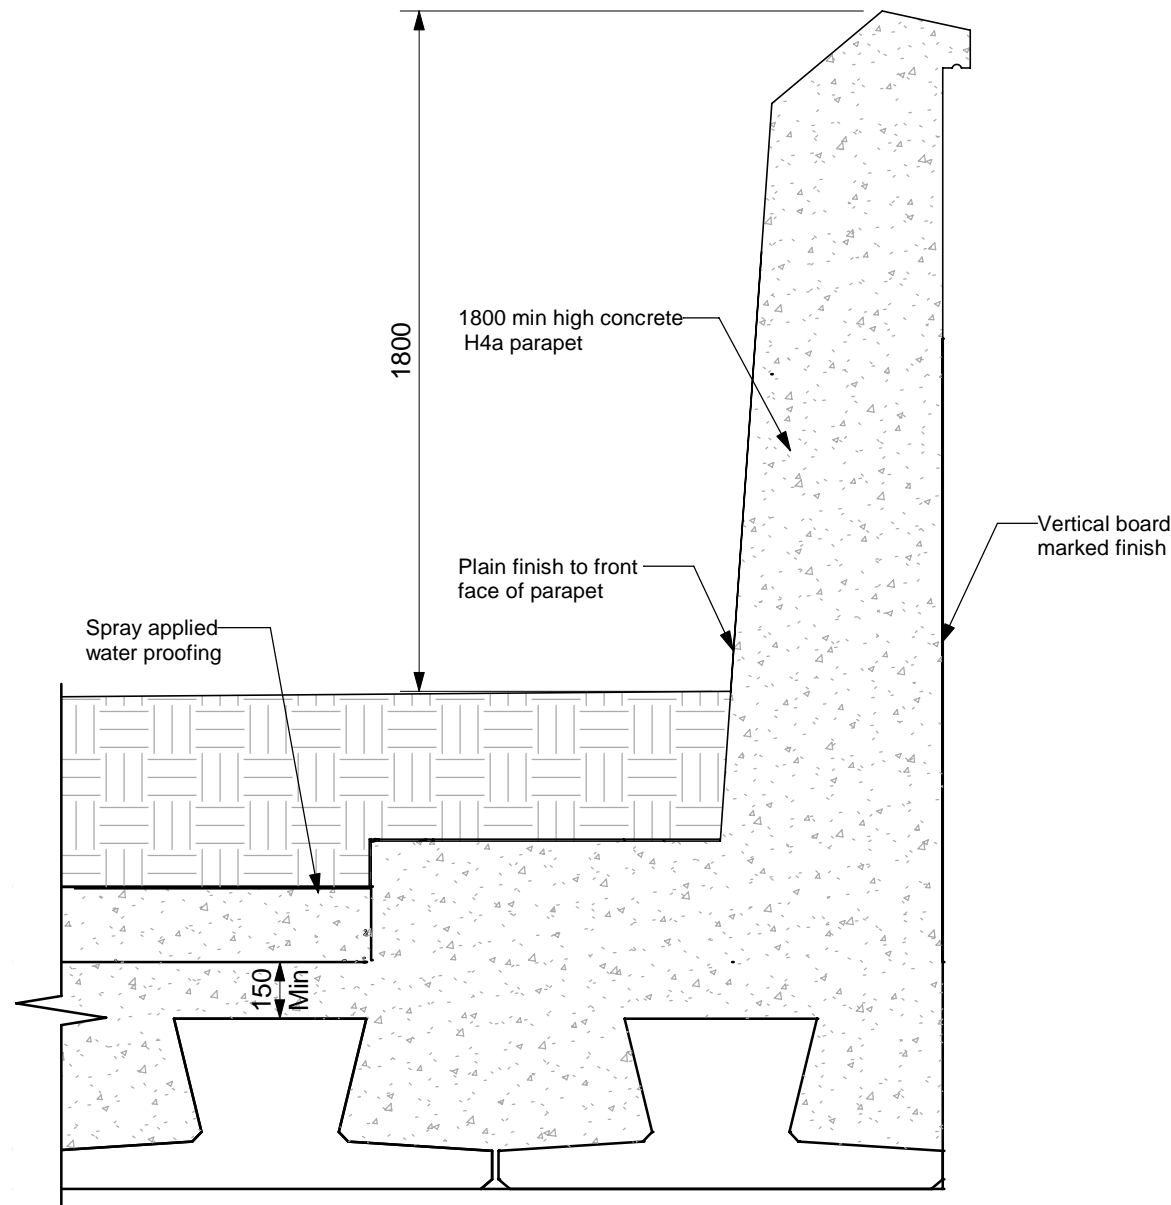 1800
1800 min high concrete
H4a parapet
Vertical board
marked finish
Plain finish to front
face of parapet
Spray applied
water proofing
150
Min